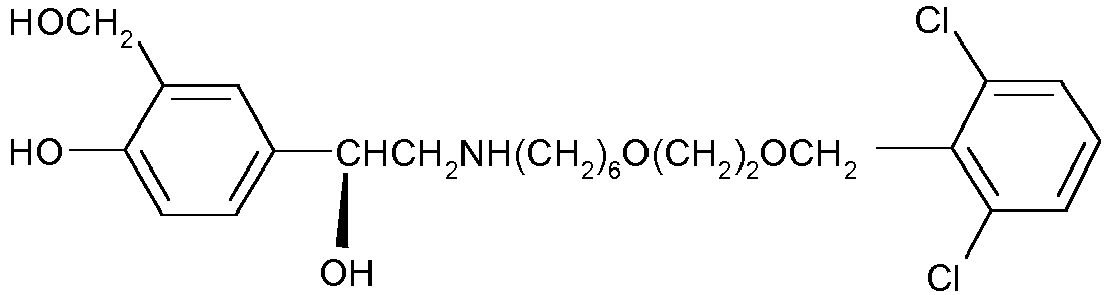 HOCH₂
Cl
HO
CHCH₂NH(CH₂)₆O(CH₂)₂OCH₂
OH
Cl